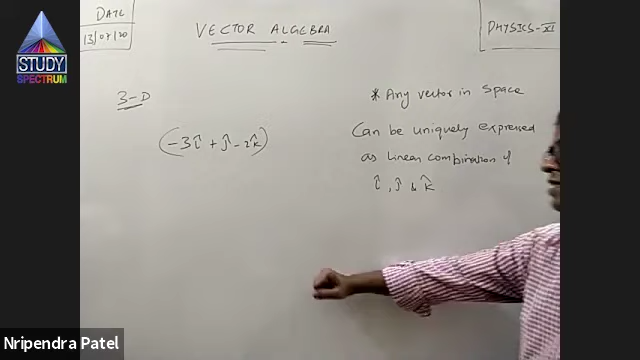 DATE
13/07/20
VECTOR ALGEBRA
PHYSICS-XI
STUDY
SPECTRUM
3-D
(-3î + ĵ - 2k̂)
* Any vector in space
Can be uniquely expressed
as linear combination of
î, ĵ & k̂
Nripendra Patel